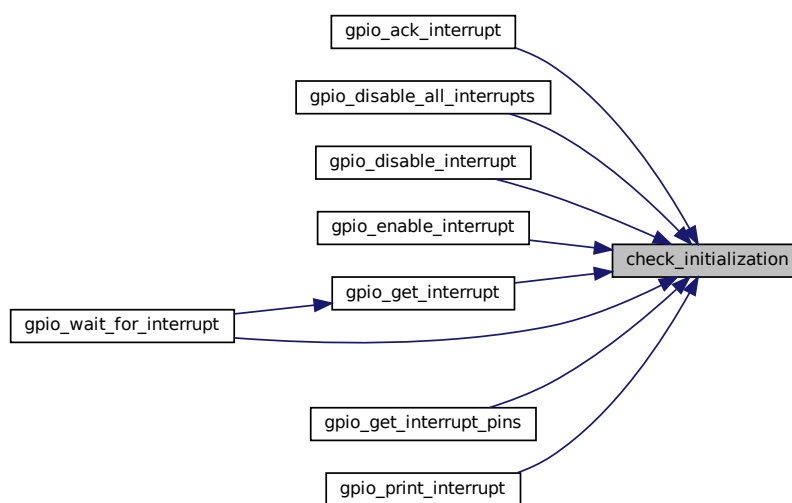 gpio_ack_interrupt
gpio_disable_all_interrupts
gpio_disable_interrupt
gpio_enable_interrupt
check_initialization
gpio_get_interrupt
gpio_wait_for_interrupt
gpio_get_interrupt_pins
gpio_print_interrupt